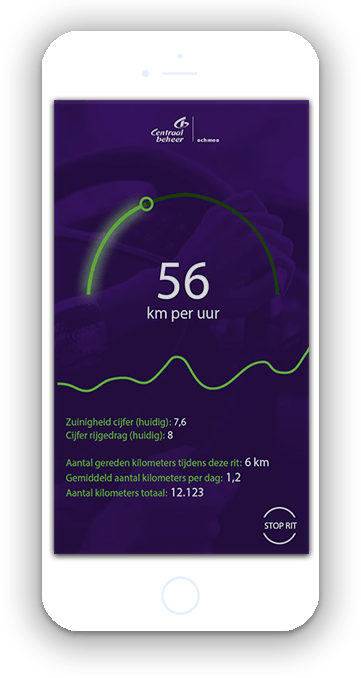 Centraal
beheer
achmea
56
km per uur
Zuinigheid cijfer (huidig): 7,6
Cijfer rijgedrag (huidig): 8
Aantal gereden kilometers tijdens deze rit: 6 km
Gemiddeld aantal kilometers per dag: 1,2
Aantal kilometers totaal: 12.123
STOP RIT